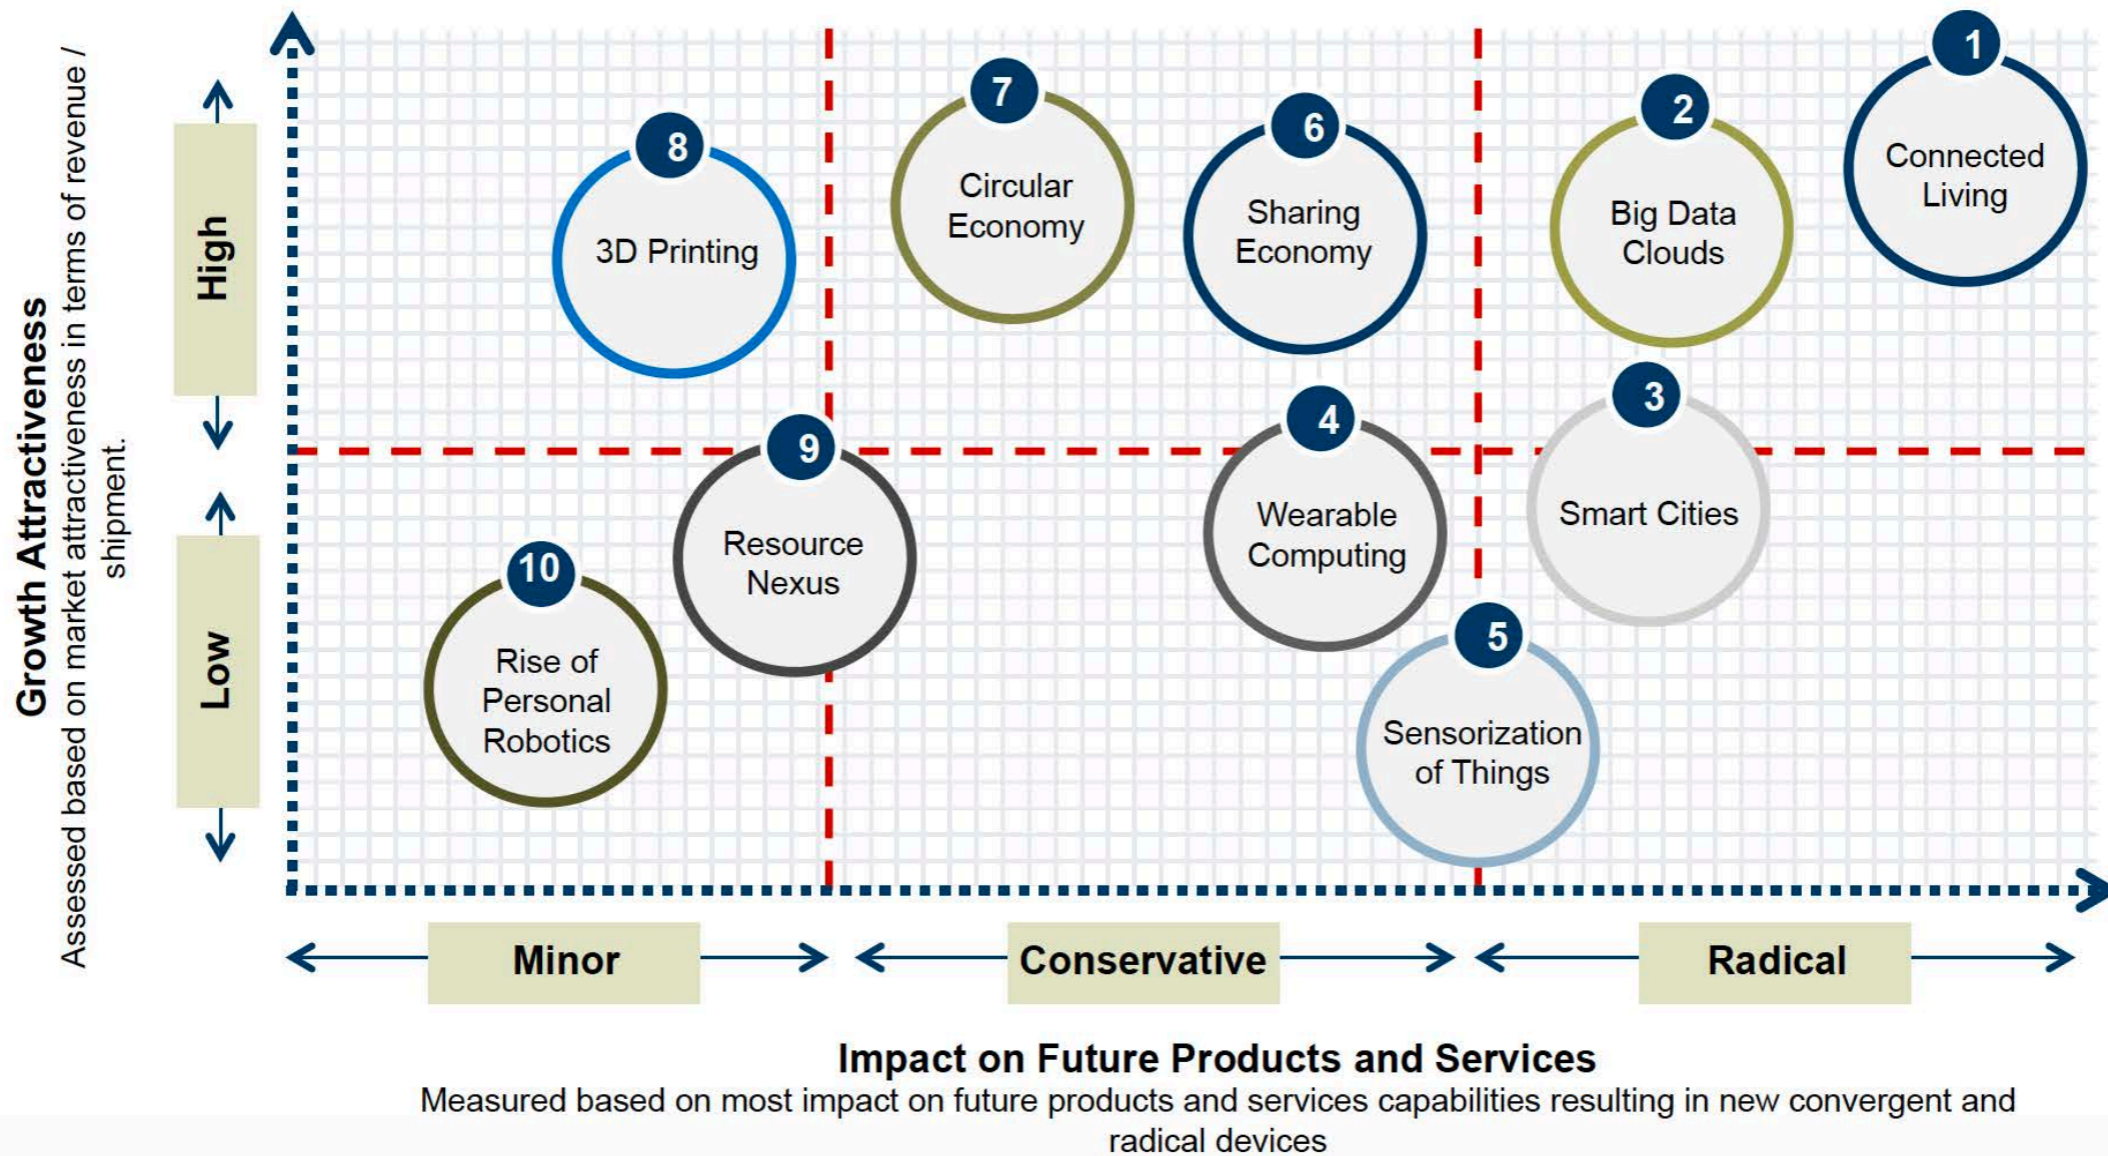 Growth Attractiveness
Assessed based on market attractiveness in terms of revenue /
shipment.
High
Low
1
Connected
Living
2
Big Data
Clouds
3
Smart Cities
4
Wearable
Computing
5
Sensorization
of Things
6
Sharing
Economy
7
Circular
Economy
8
3D Printing
9
Resource
Nexus
10
Rise of
Personal
Robotics
Minor
Conservative
Radical
Impact on Future Products and Services
Measured based on most impact on future products and services capabilities resulting in new convergent and
radical devices